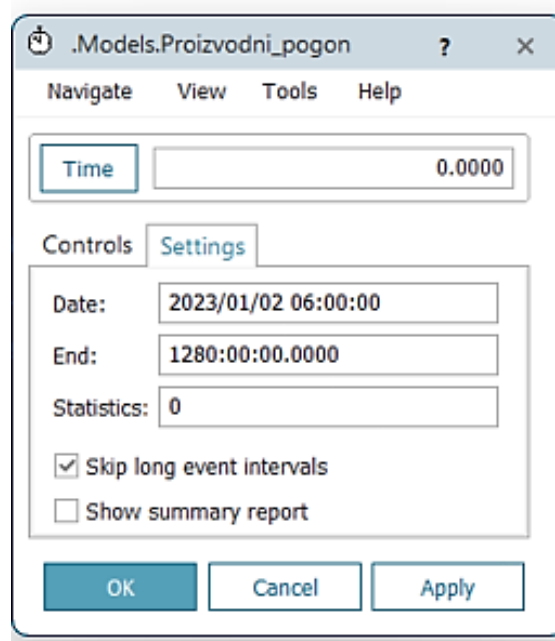 .Models.Proizvodni_pogon ? ×
Navigate View Tools Help
Time 0.0000
Controls Settings
Date: 2023/01/02 06:00:00
End: 1280:00:00.0000
Statistics: 0
Skip long event intervals
Show summary report
OK Cancel Apply